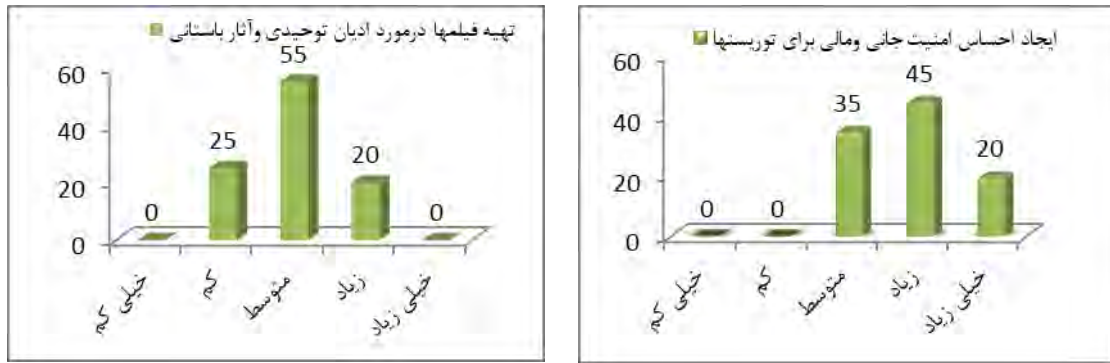 تهیه فیلمها درمورد ادیان توحیدی وآثار باستانی
60
40
20
0
0
25
55
20
0
خیلی کم
کم
متوسط
زیاد
خیلی زیاد
ایجاد احساس امنیت جانی ومالی برای توریستها
60
40
20
0
0
0
35
45
20
خیلی کم
کم
متوسط
زیاد
خیلی زیاد